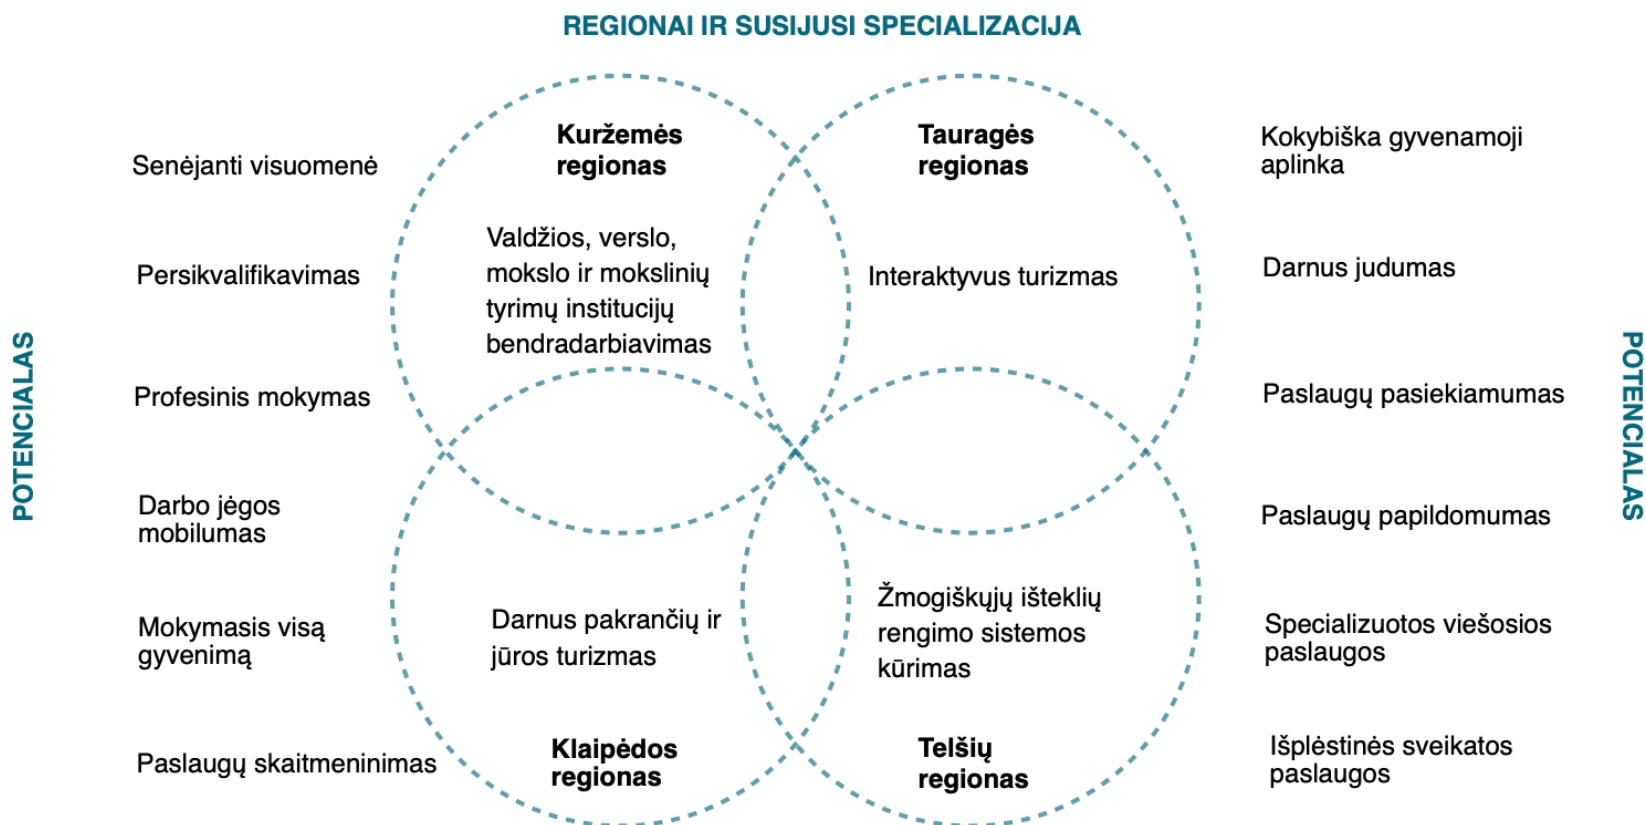 REGIONAI IR SUSIJUSI SPECIALIZACIJA
POTENCIALAS
Senėjanti visuomenė
Persikvalifikavimas
Profesinis mokymas
Darbo jėgos
mobilumas
Mokymasis visą
gyvenimą
Paslaugų skaitmeninimas
Kuržemės
regionas
Valdžios, verslo,
mokslo ir mokslinių
tyrimų institucijų
bendradarbiavimas
Tauragės
regionas
Interaktyvus turizmas
Darnus pakrančių ir
jūros turizmas
Klaipėdos
regionas
Žmogiškųjų išteklių
rengimo sistemos
kūrimas
Telšių
regionas
Kokybiška gyvenamoji
aplinka
Darnus judumas
Paslaugų pasiekiamumas
Paslaugų papildomumas
Specializuotos viešosios
paslaugos
Išplėstinės sveikatos
paslaugos
POTENCIALAS